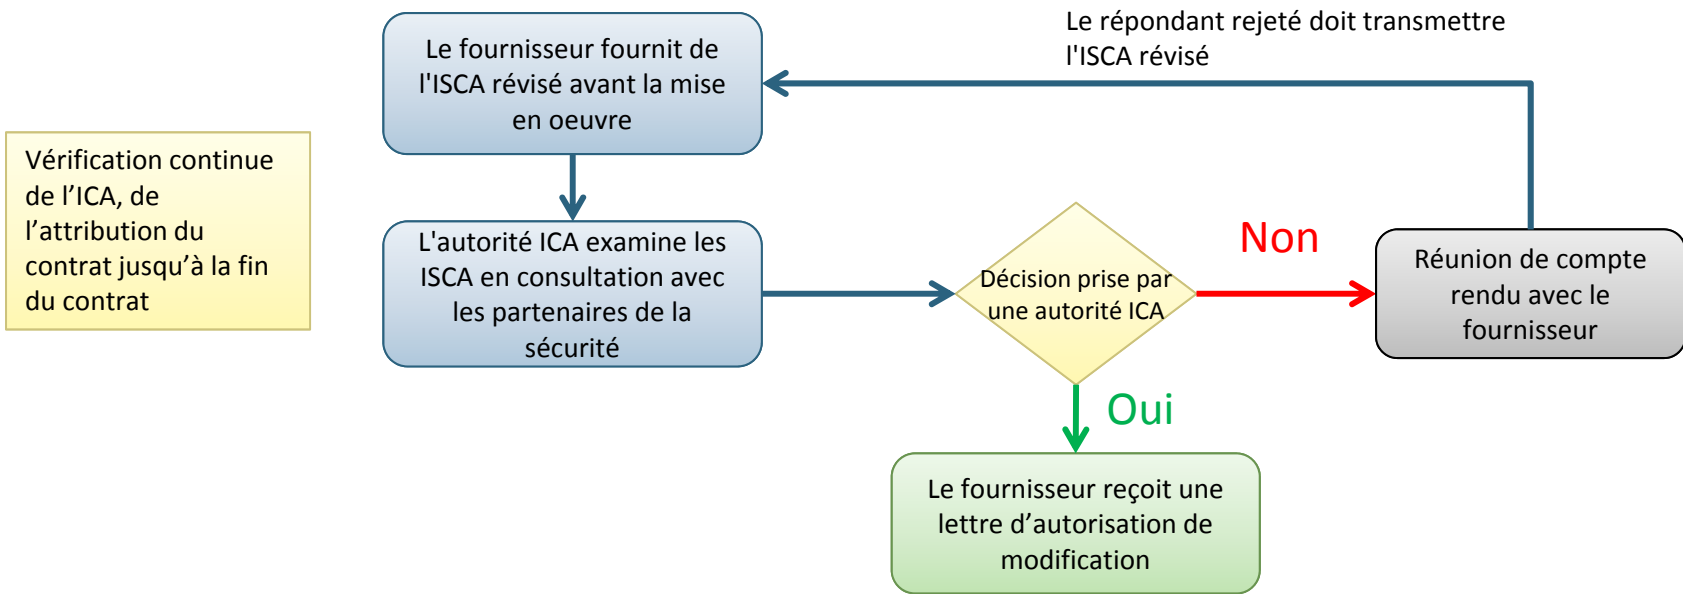 Le répondant rejeté doit transmettre
l'ISCA révisé
Le fournisseur fournit de
l'ISCA révisé avant la mise
en oeuvre
Vérification continue
de l’ICA, de
l’attribution du
contrat jusqu’à la fin
du contrat
L'autorité ICA examine les
ISCA en consultation avec
les partenaires de la
sécurité
Décision prise par
une autorité ICA
Non
Réunion de compte
rendu avec le
fournisseur
Oui
Le fournisseur reçoit une
lettre d’autorisation de
modification